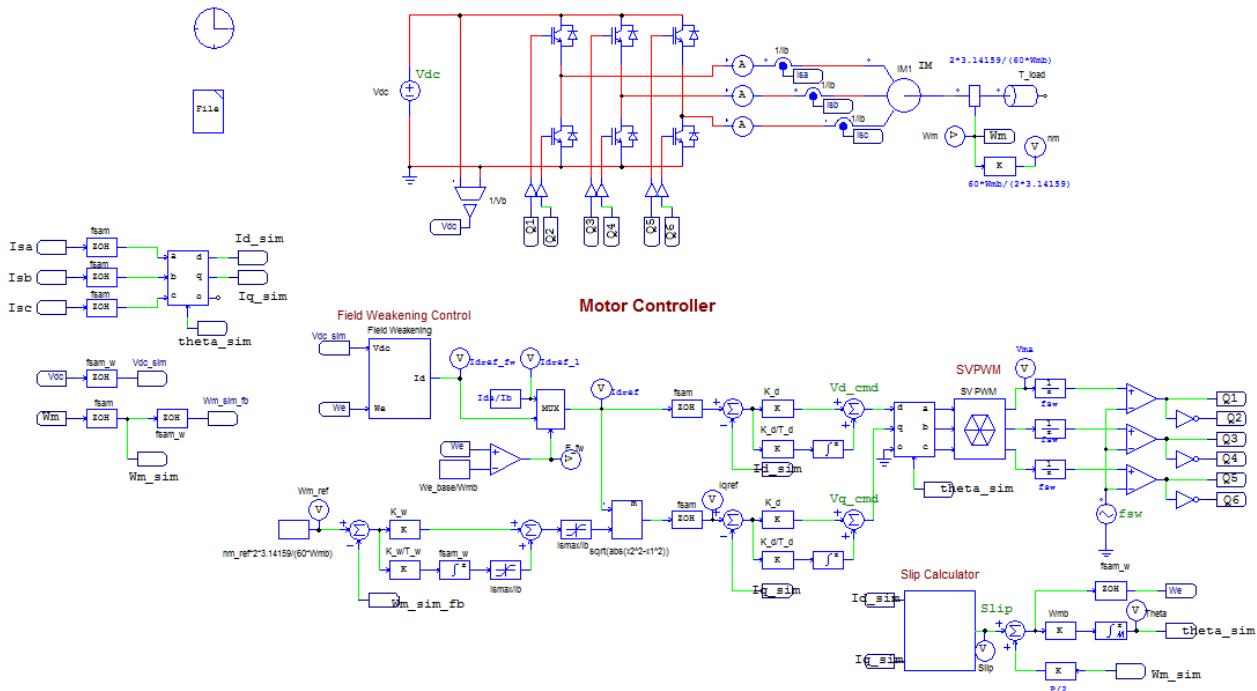 File
Vdc
Vdc
1/Vb
Vdc
Q1
Q2
Q3
Q4
Q5
Q6
A
1/Ib
Isa
A
1/Ib
Isb
A
1/Ib
Isc
IM1
IM
2*3.14159/(60*Wmb)
T_load
Wm
Wm
nm
V
K
60*Wmb/(2*3.14159)
Isa
fsam
ZOH
Isb
fsam
ZOH
Isc
fsam
ZOH
a
b
c
d
q
o
Id_sim
Iq_sim
theta_sim
Vdc
fsam_w
ZOH
Vdc_sim
Wm
fsam
ZOH
ZOH
fsam_w
Wm_sim_fb
Wm_sim
Motor Controller
Field Weakening Control
Vdc_sim
Field Weakening
Vdc
Id
We
We
V
Idref_fw
V
Idref_1
Ids/Ib
MUX
V
Idref
We
We_base/Wmb
F_fw
fsam
ZOH
K_d
K
K_d/T_d
K
Id_sim
Vd_cmd
Wm_ref
V
nm_ref*2*3.14159/(60*Wmb)
K_w
K
K_w/T_w
K
fsam_w
Ismax/Ib
Ismax/Ib
Wm_sim_fb
m
sqrt(abs(x2^2-x1^2))
fsam
ZOH
Iqref
V
K_d
K
K_d/T_d
K
Iq_sim
Vq_cmd
d
q
o
a
b
c
theta_sim
SVPWM
SV PWM
Vma
V
1
z
fsw
1
z
fsw
1
z
fsw
Q1
Q2
Q3
Q4
Q5
Q6
fsw
Slip Calculator
Id_sim
Iq_sim
Slip
V
Slip
fsam_w
ZOH
We
Wmb
K
V
Theta
theta_sim
K
P/2
Wm_sim